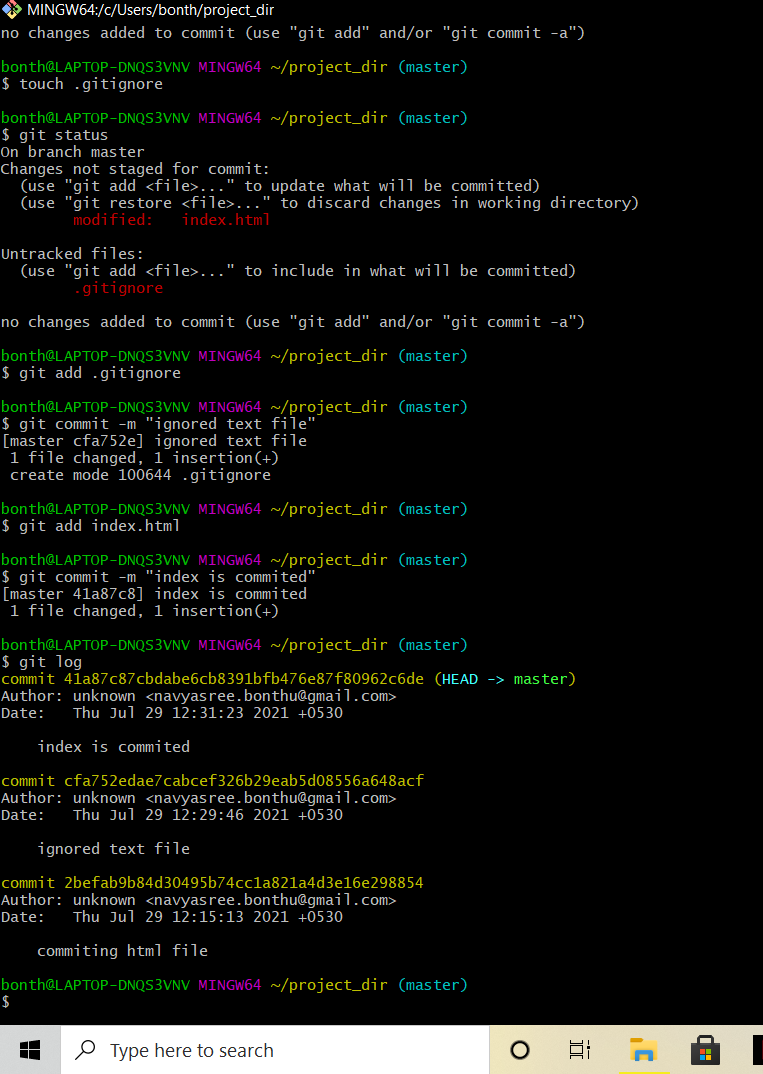 MINGW64:/c/Users/bonth/project_dir
no changes added to commit (use "git add" and/or "git commit -a")
bonth@LAPTOP-DNQS3VNV MINGW64 ~/project_dir (master)
$ touch .gitignore
bonth@LAPTOP-DNQS3VNV MINGW64 ~/project_dir (master)
$ git status
On branch master
Changes not staged for commit:
  (use "git add <file>..." to update what will be committed)
  (use "git restore <file>..." to discard changes in working directory)
        modified:   index.html
Untracked files:
  (use "git add <file>..." to include in what will be committed)
        .gitignore
no changes added to commit (use "git add" and/or "git commit -a")
bonth@LAPTOP-DNQS3VNV MINGW64 ~/project_dir (master)
$ git add .gitignore
bonth@LAPTOP-DNQS3VNV MINGW64 ~/project_dir (master)
$ git commit -m "ignored text file"
[master cfa752e] ignored text file
 1 file changed, 1 insertion(+)
 create mode 100644 .gitignore
bonth@LAPTOP-DNQS3VNV MINGW64 ~/project_dir (master)
$ git add index.html
bonth@LAPTOP-DNQS3VNV MINGW64 ~/project_dir (master)
$ git commit -m "index is commited"
[master 41a87c8] index is commited
 1 file changed, 1 insertion(+)
bonth@LAPTOP-DNQS3VNV MINGW64 ~/project_dir (master)
$ git log
commit 41a87c87cbdabe6cb8391bfb476e87f80962c6de (HEAD -> master)
Author: unknown <navyasree.bonthu@gmail.com>
Date:   Thu Jul 29 12:31:23 2021 +0530
    index is commited
commit cfa752edae7cabcef326b29eab5d08556a648acf
Author: unknown <navyasree.bonthu@gmail.com>
Date:   Thu Jul 29 12:29:46 2021 +0530
    ignored text file
commit 2befab9b84d30495b74cc1a821a4d3e16e298854
Author: unknown <navyasree.bonthu@gmail.com>
Date:   Thu Jul 29 12:15:13 2021 +0530
    commiting html file
bonth@LAPTOP-DNQS3VNV MINGW64 ~/project_dir (master)
$
Type here to search